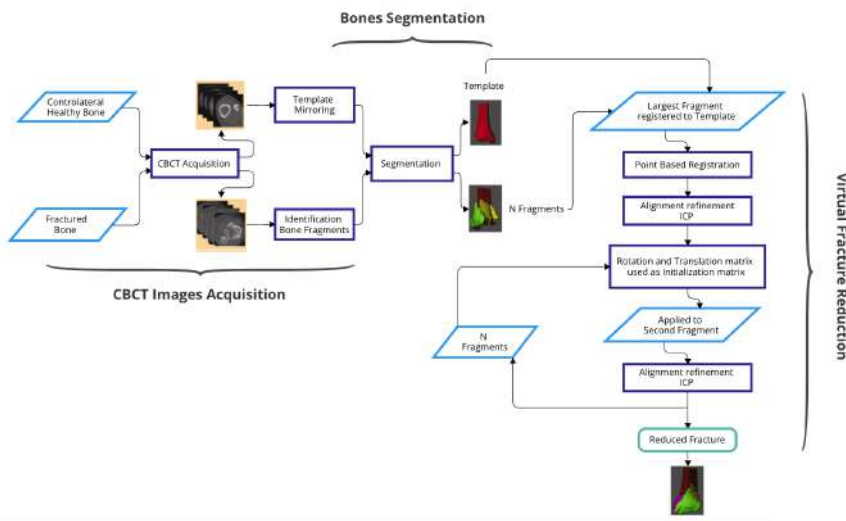 Bones Segmentation
Template
Controlateral
Healthy Bone
Template
Mirroring
Largest Fragment
registered to Template
CBCT Acquisition
Segmentation
Point Based Registration
Fractured
Bone
Identification
Bone Fragments
N Fragments
Alignment refinement
ICP
CBCT Images Acquisition
Rotation and Translation matrix
used as Initialization matrix
N
Fragments
Applied to
Second Fragment
Alignment refinement
ICP
Reduced Fracture
Virtual Fracture Reduction